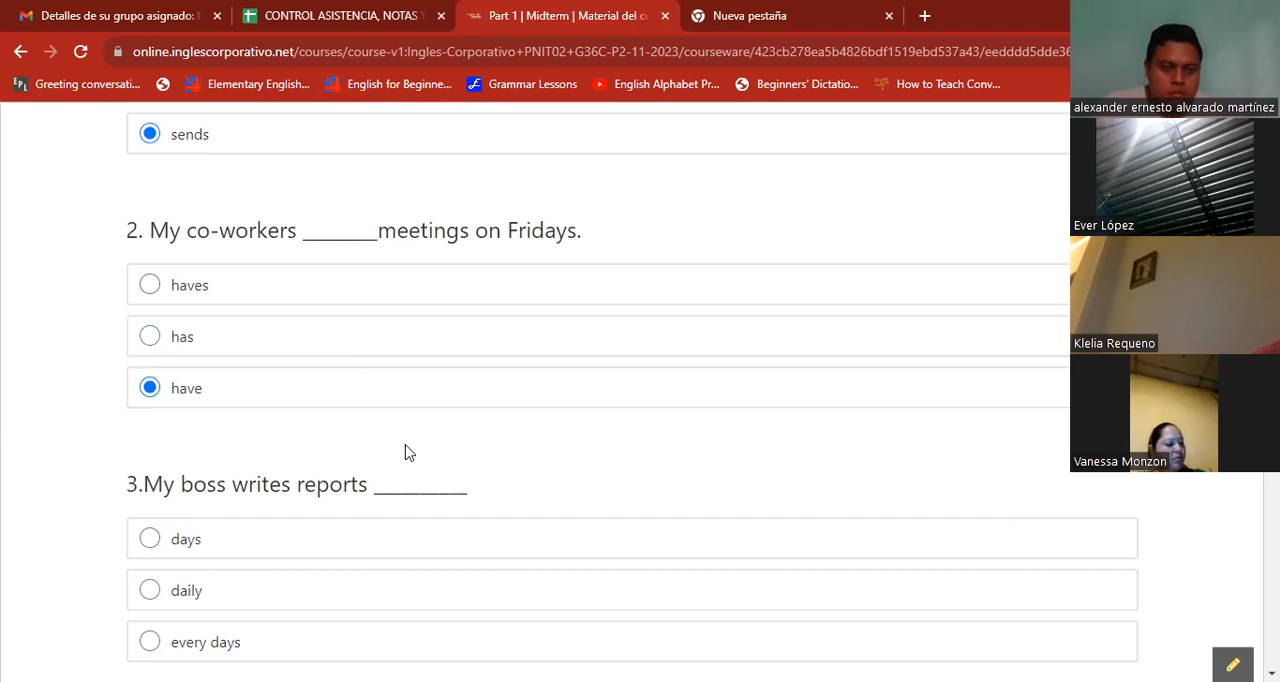 Detalles de su grupo asignado:
CONTROL ASISTENCIA, NOTAS Y
Part 1 | Midterm | Material del cu
Nueva pestaña
online.inglescorporativo.net/courses/course-v1:Ingles-Corporativo+PNIT02+G36C-P2-11-2023/courseware/423cb278ea5b4826bdf1519ebd537a43/eedddd5dde36
Greeting conversati...
Elementary English...
English for Beginne...
Grammar Lessons
English Alphabet Pr...
Beginners' Dictatio...
How to Teach Conv...
alexander ernesto alvarado martínez
sends
Ever López
2. My co-workers ________meetings on Fridays.
haves
has
Klelia Requeno
have
Vanessa Monzon
3.My boss writes reports __________
days
daily
every days